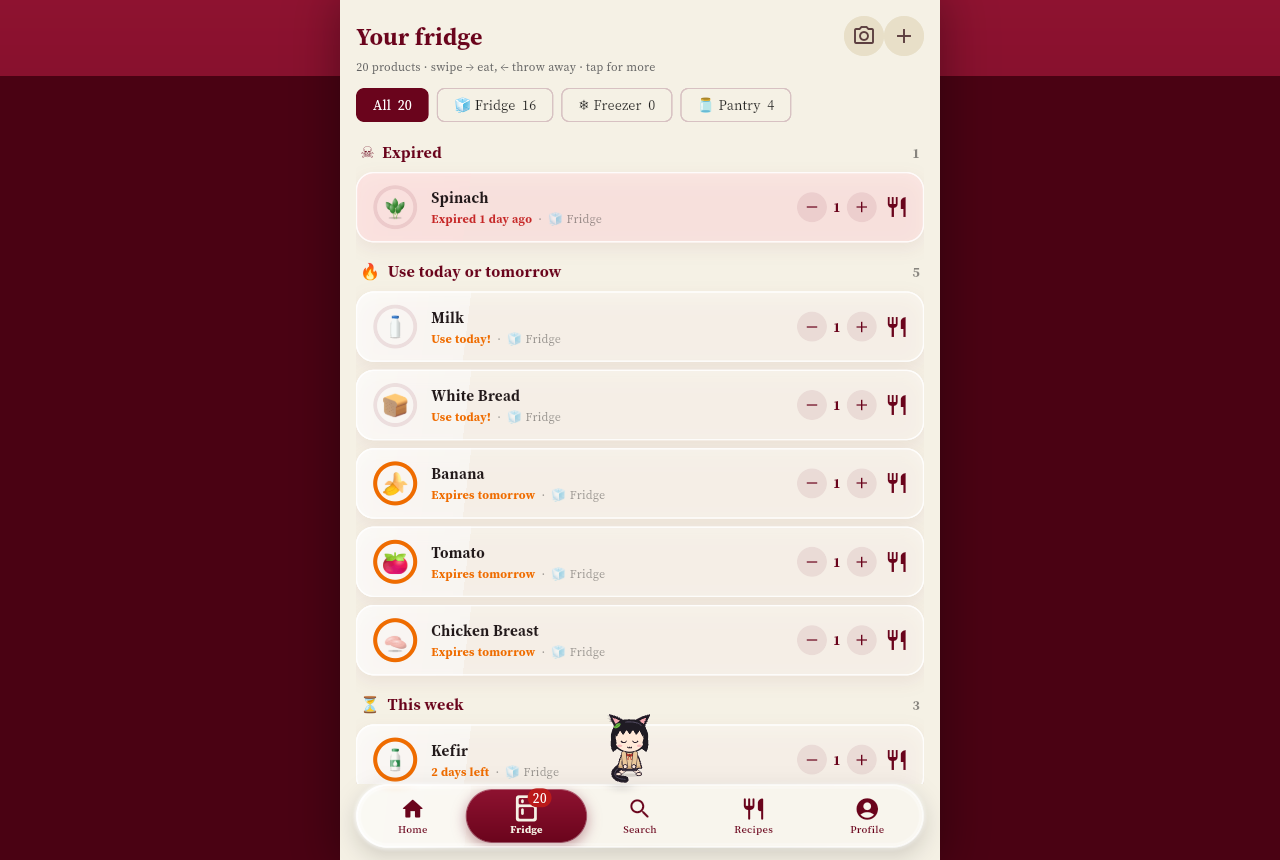 Your fridge
20 products · swipe → eat, ← throw away · tap for more
All 20
Fridge 16
Freezer 0
Pantry 4
Expired 1
Spinach
Expired 1 day ago · Fridge
1
Use today or tomorrow 5
Milk
Use today! · Fridge
1
White Bread
Use today! · Fridge
1
Banana
Expires tomorrow · Fridge
1
Tomato
Expires tomorrow · Fridge
1
Chicken Breast
Expires tomorrow · Fridge
1
This week 3
Kefir
2 days left · Fridge
1
20
Home
Fridge
Search
Recipes
Profile